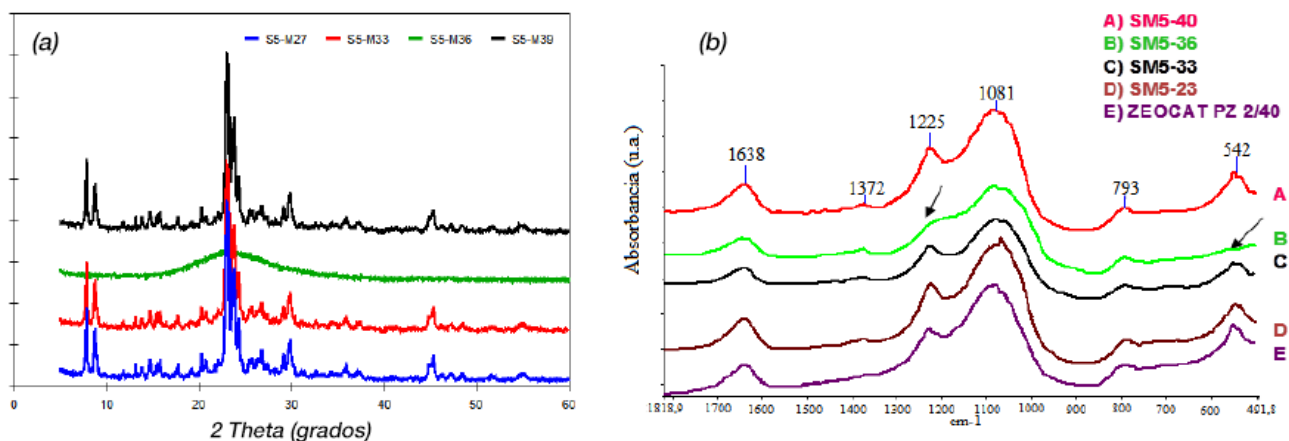 (a)
S5-M27 S5-M33 S5-M36 S5-M39
0 10 20 30 40 50 60
2 Theta (grados)
(b)
A) SM5-40
B) SM5-36
C) SM5-33
D) SM5-23
E) ZEOCAT PZ 2/40
1081
1225
1638
1372
793
542
A
B
C
D
E
Absorbancia (u.a.)
1818,9 1700 1600 1500 1400 1300 1200 1100 1000 900 800 700 600 500 401,8
cm-1